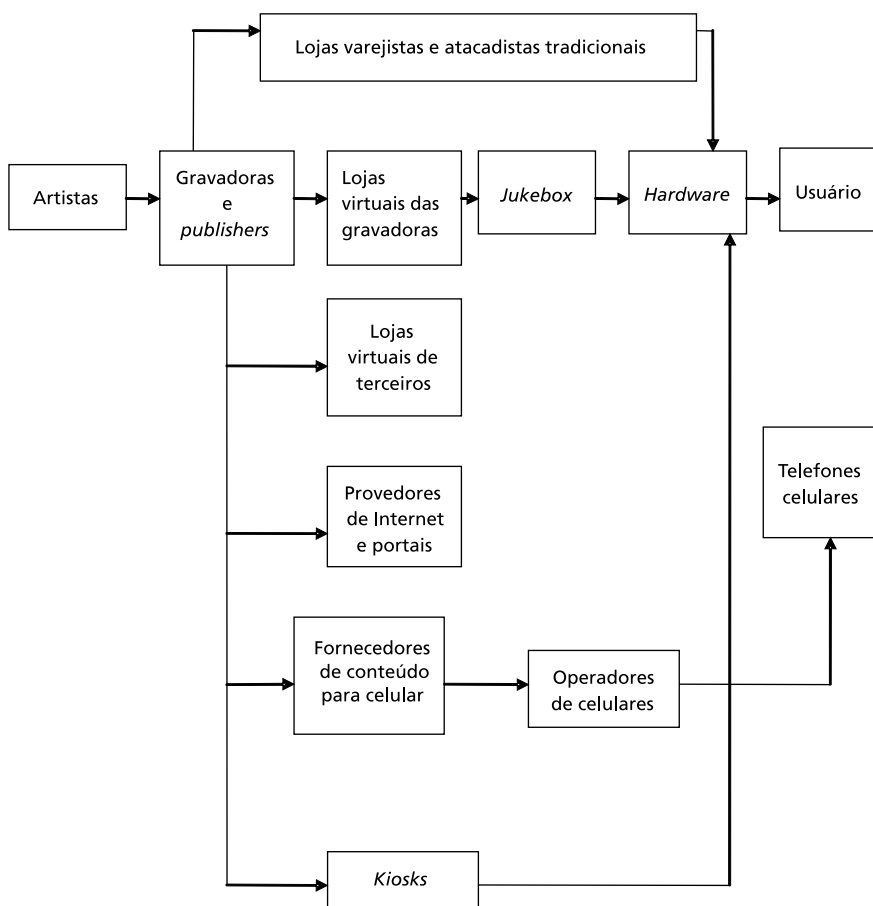 Lojas varejistas e atacadistas tradicionais
Artistas
Gravadoras
e
publishers
Lojas
virtuais das
gravadoras
Jukebox
Hardware
Usuário
Lojas
virtuais de
terceiros
Provedores
de Internet
e portais
Telefones
celulares
Fornecedores
de conteúdo
para celular
Operadores
de celulares
Kiosks